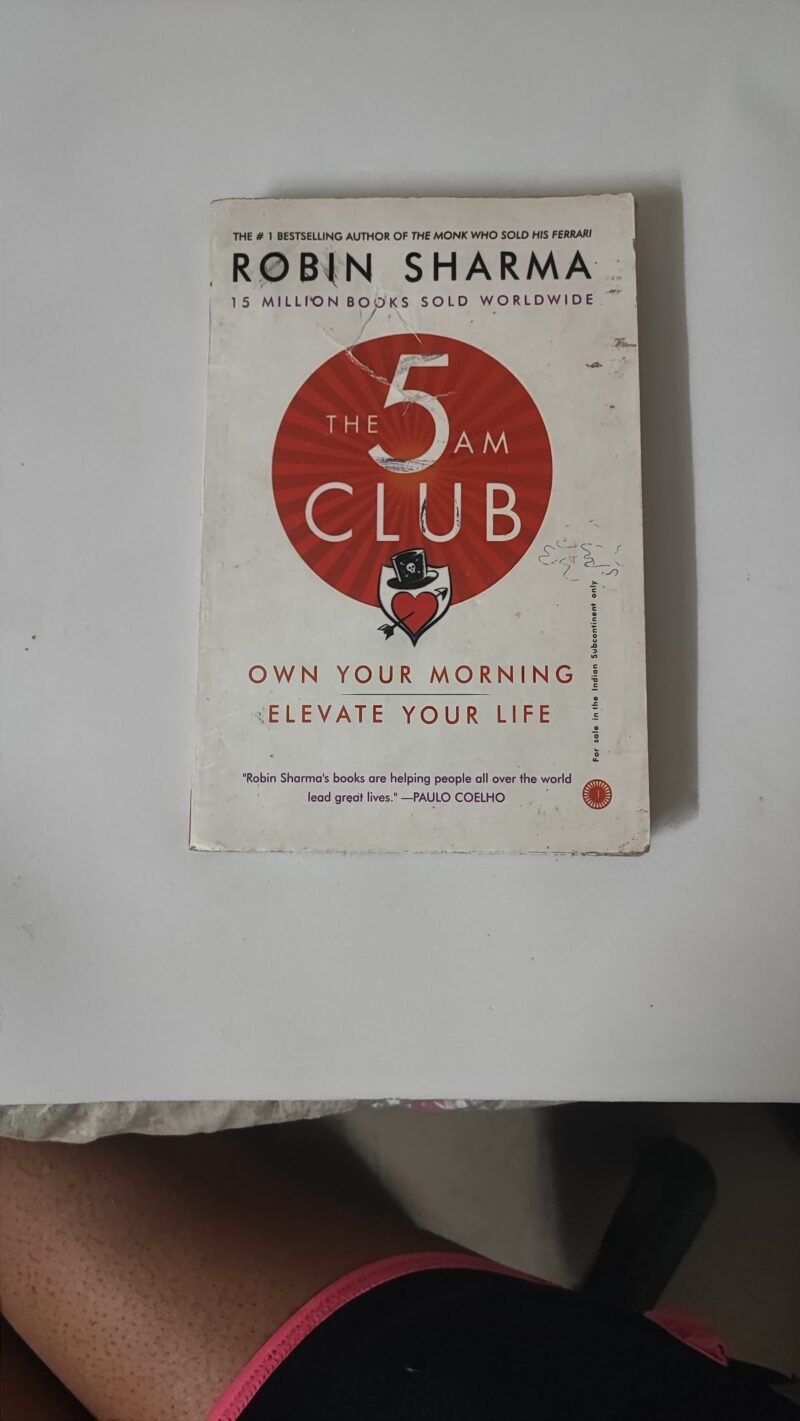 THE # 1 BESTSELLING AUTHOR OF THE MONK WHO SOLD HIS FERRARI
ROBIN SHARMA
15 MILLION BOOKS SOLD WORLDWIDE
THE 5 AM
CLUB
OWN YOUR MORNING
ELEVATE YOUR LIFE
For sale in the Indian Subcontinent only
"Robin Sharma's books are helping people all over the world
lead great lives." —PAULO COELHO
J